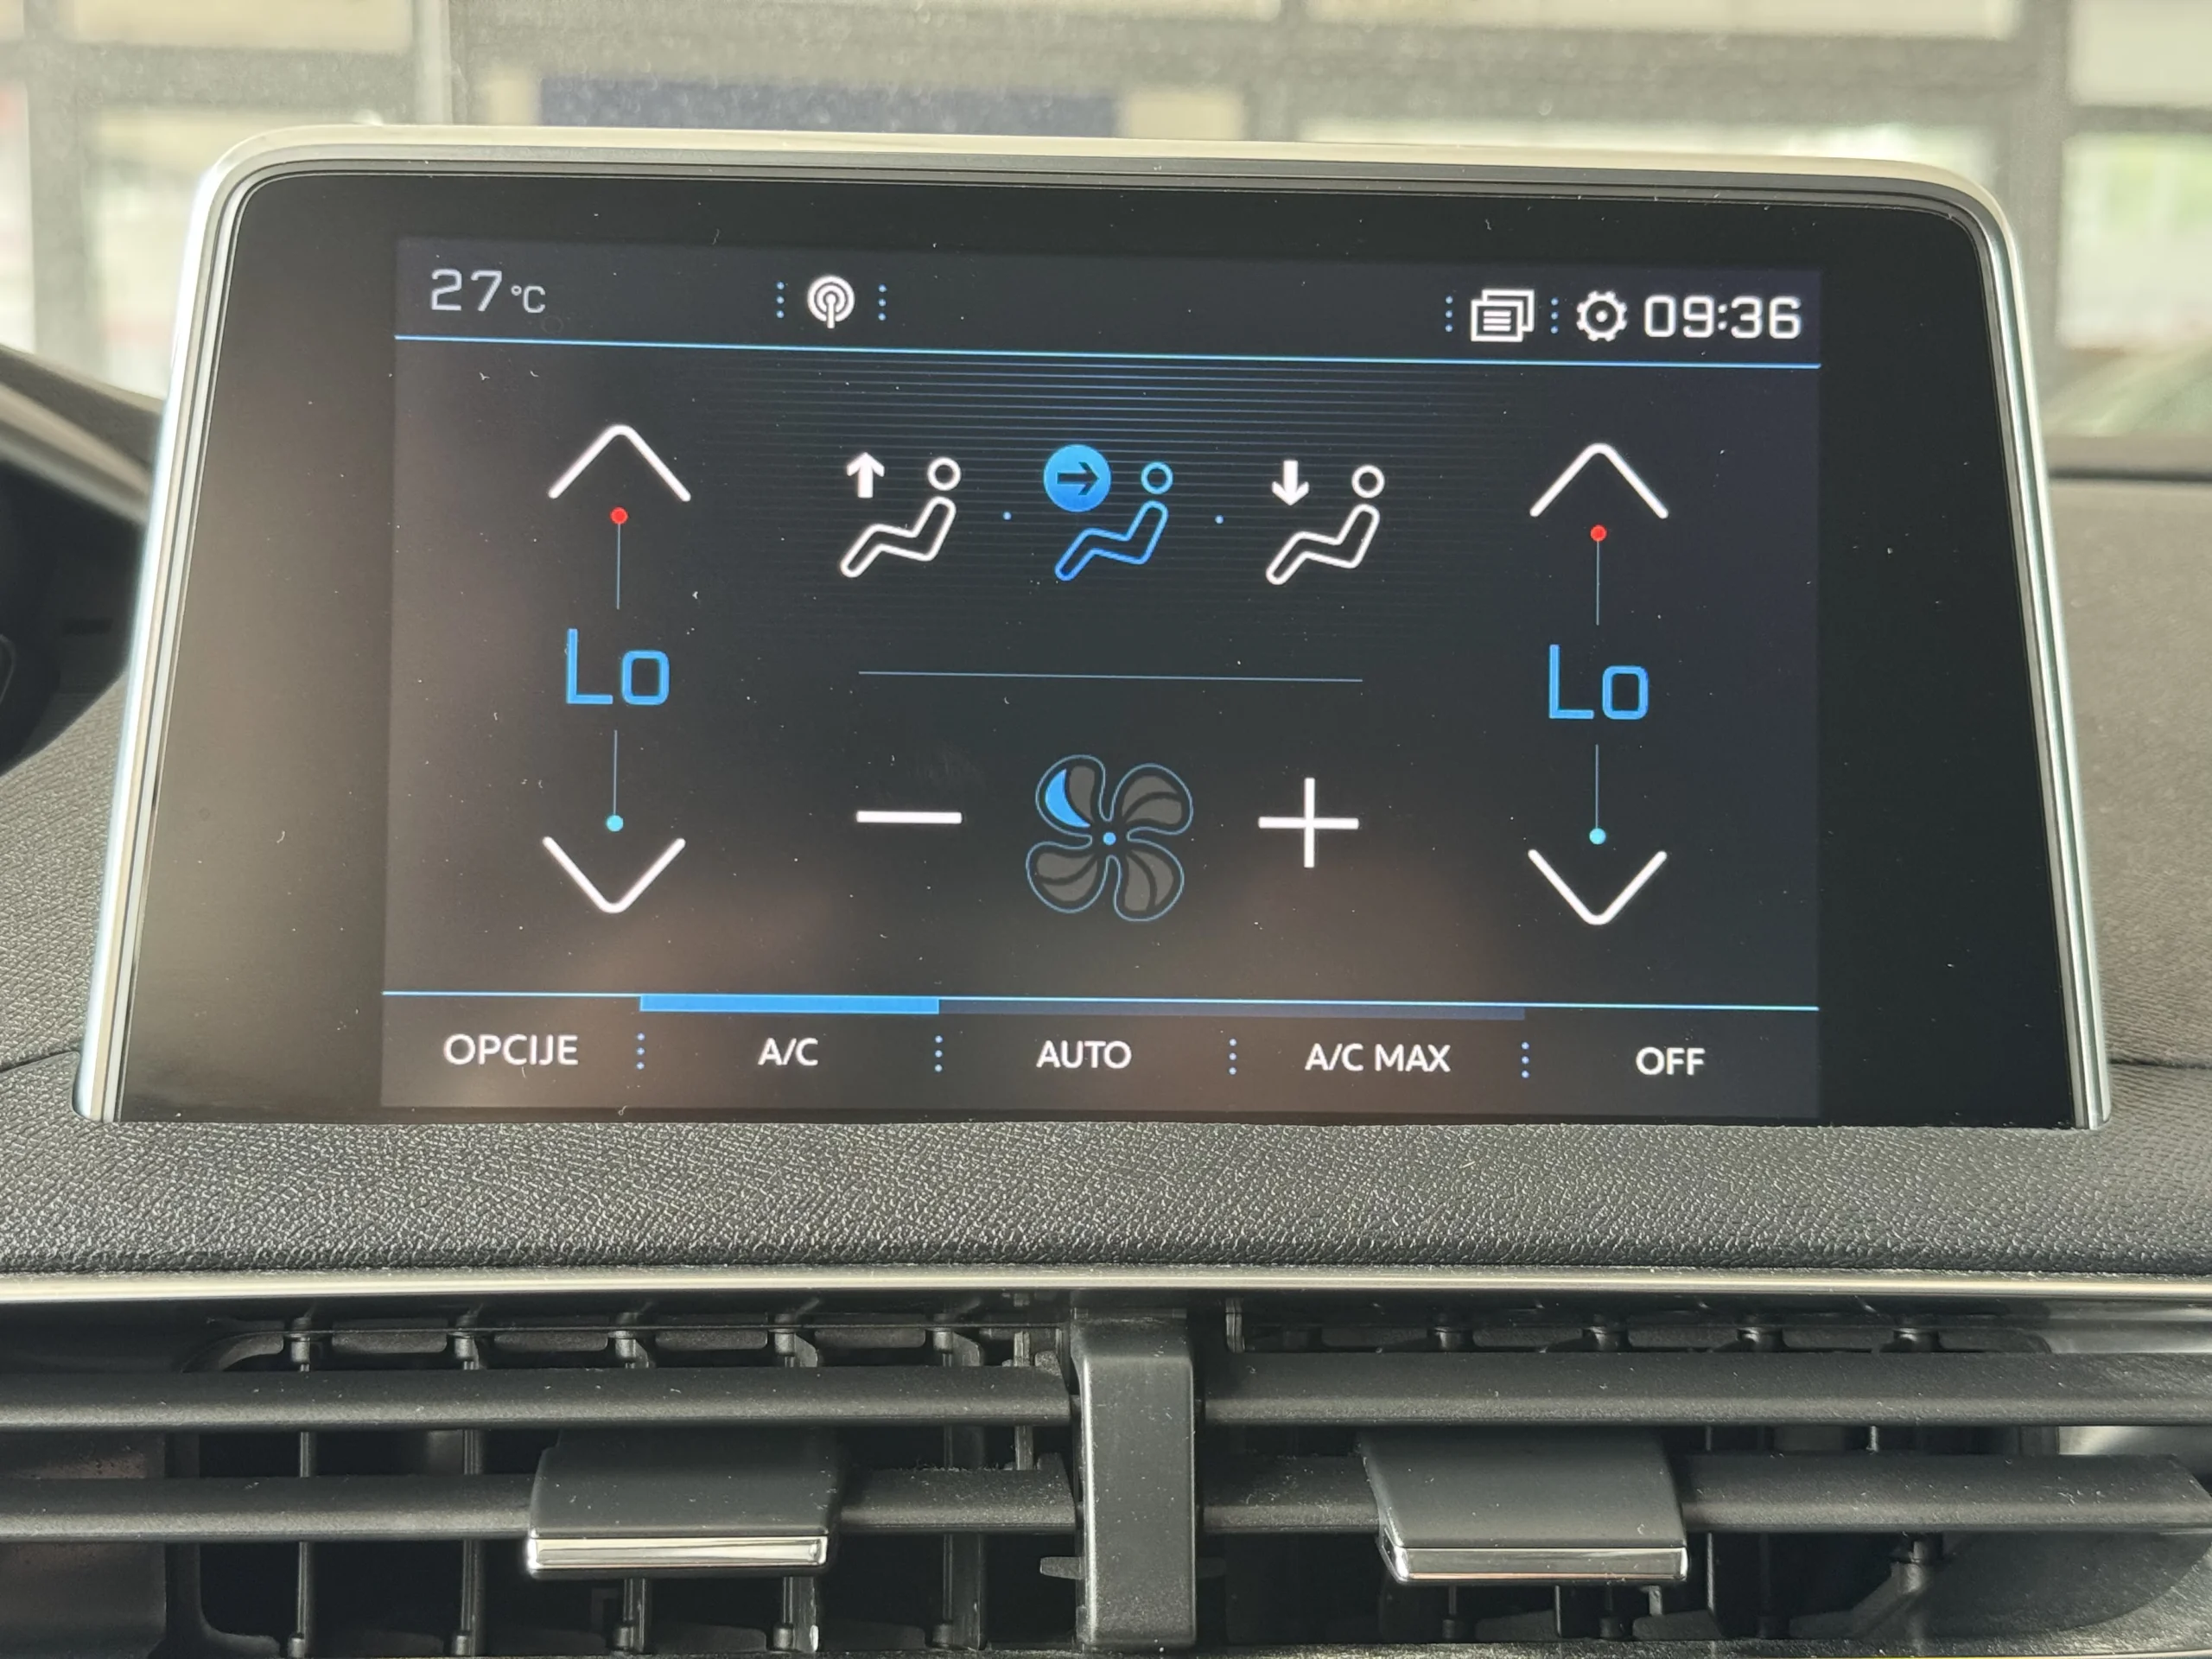 27°C 09:36
Lo Lo
OPCIJE A/C AUTO A/C MAX OFF